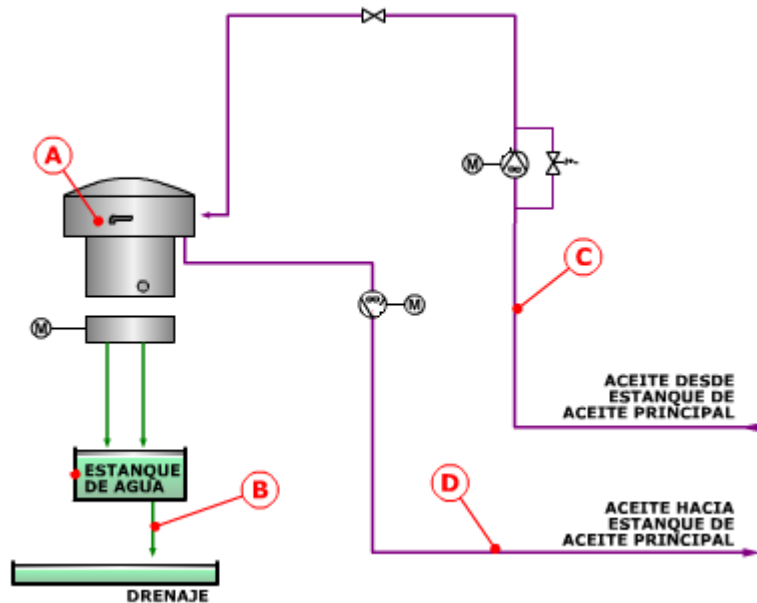 A
M
C
M
M
ACEITE DESDE
ESTANQUE DE
ACEITE PRINCIPAL
ESTANQUE
DE AGUA
B
D
ACEITE HACIA
ESTANQUE DE
ACEITE PRINCIPAL
DRENAJE